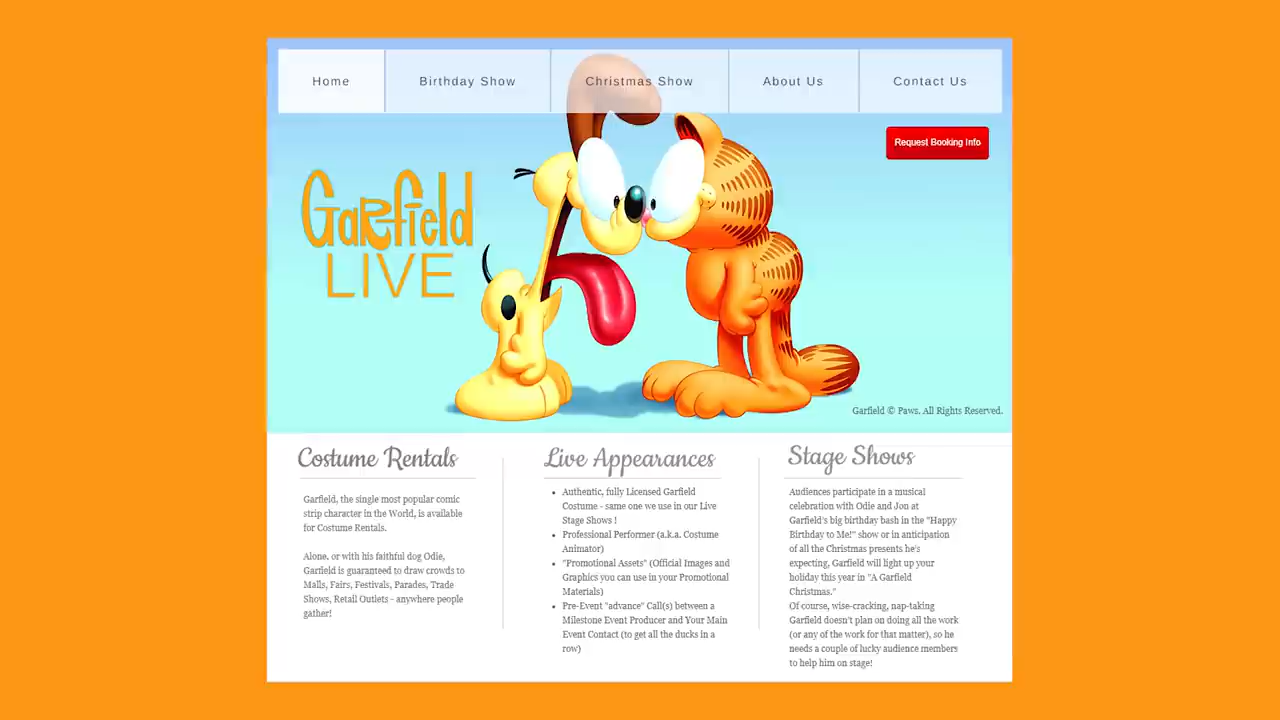 Home
Birthday Show
Christmas Show
About Us
Contact Us
Request Booking Info
Garfield
LIVE
Garfield © Paws. All Rights Reserved.
Costume Rentals
Garfield, the single most popular comic
strip character in the World, is available
for Costume Rentals.
Alone. or with his faithful dog Odie,
Garfield is guaranteed to draw crowds to
Malls, Fairs, Festivals, Parades, Trade
Shows, Retail Outlets - anywhere people
gather!
Live Appearances
• Authentic, fully Licensed Garfield
Costume - same one we use in our Live
Stage Shows !
• Professional Performer (a.k.a. Costume
Animator)
• "Promotional Assets" (Official Images and
Graphics you can use in your Promotional
Materials)
• Pre-Event "advance" Call(s) between a
Milestone Event Producer and Your Main
Event Contact (to get all the ducks in a
row)
Stage Shows
Audiences participate in a musical
celebration with Odie and Jon at
Garfield's big birthday bash in the "Happy
Birthday to Me!" show or in anticipation
of all the Christmas presents he's
expecting, Garfield will light up your
holiday this year in "A Garfield
Christmas."
Of course, wise-cracking, nap-taking
Garfield doesn't plan on doing all the work
(or any of the work for that matter), so he
needs a couple of lucky audience members
to help him on stage!